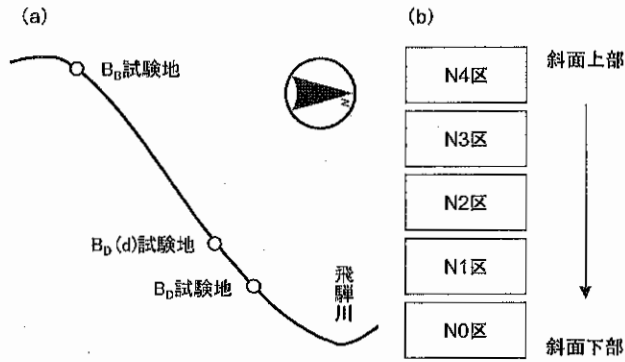 (a)
B_B試験地
N
B_D(d)試験地
B_D試験地
飛騨川
(b)
斜面上部
N4区
N3区
N2区
N1区
N0区
斜面下部